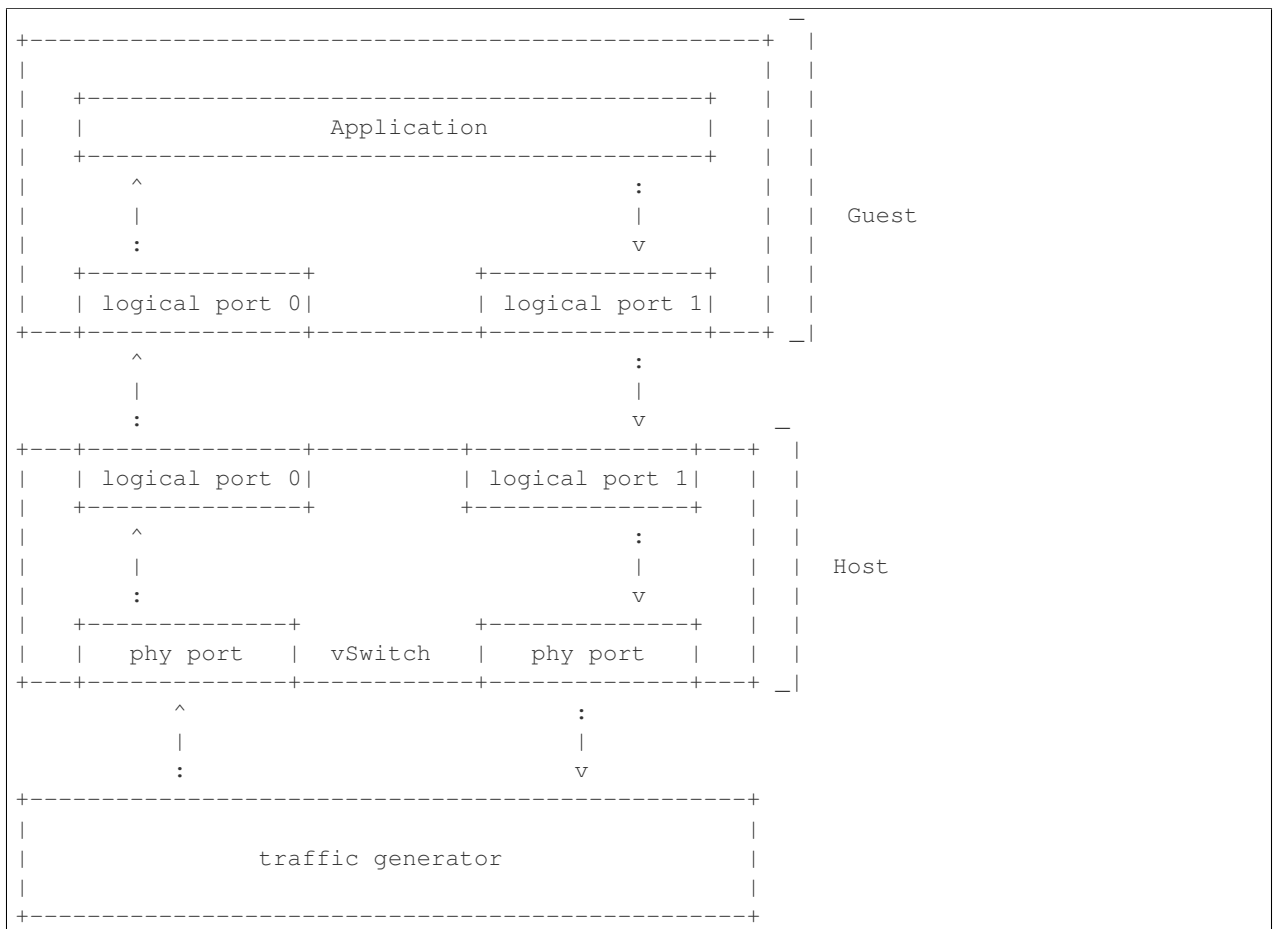 Application
Guest
logical port 0 logical port 1
logical port 0 logical port 1
Host
phy port vSwitch phy port
traffic generator